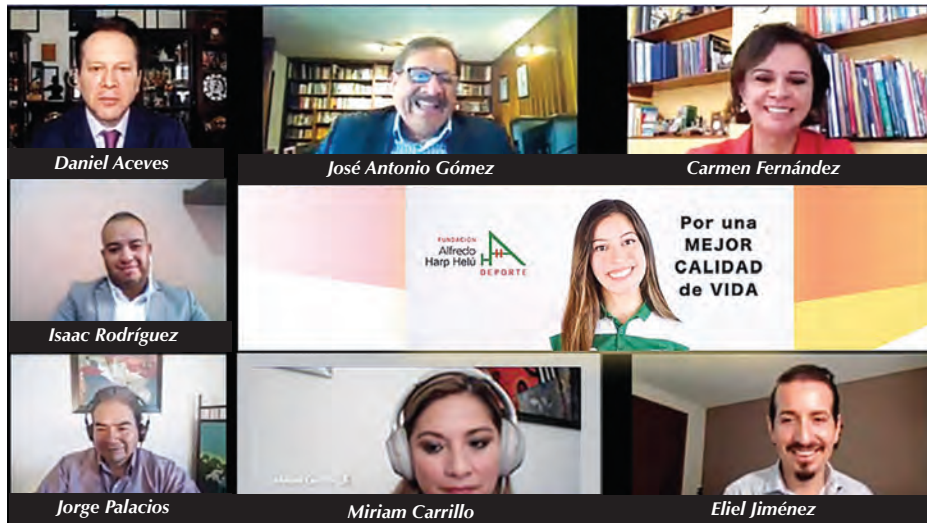 Daniel Aceves
José Antonio Gómez
Carmen Fernández
Isaac Rodríguez
FUNDACIÓN
Alfredo
Harp Helú
DEPORTE
Por una
MEJOR
CALIDAD
de VIDA
Jorge Palacios
Miriam Carrillo
Eliel Jiménez